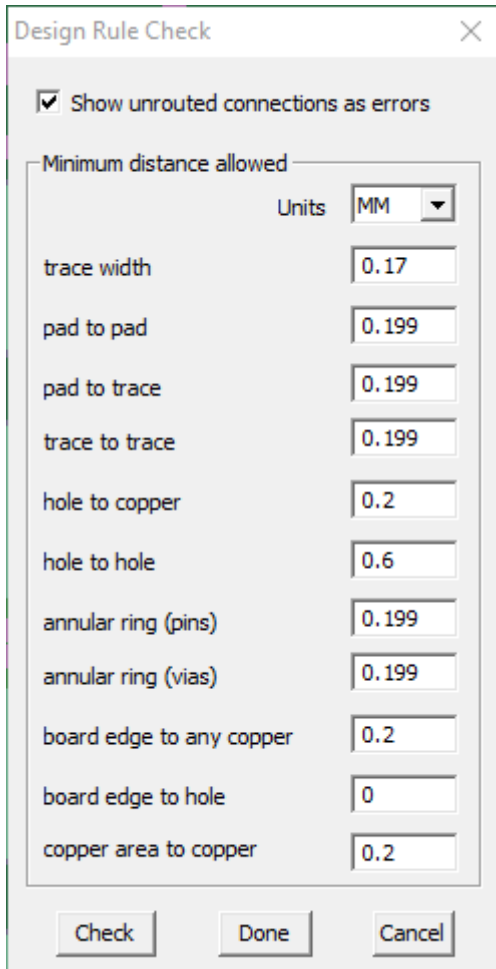 Design Rule Check
Show unrouted connections as errors
Minimum distance allowed
Units MM
trace width 0.17
pad to pad 0.199
pad to trace 0.199
trace to trace 0.199
hole to copper 0.2
hole to hole 0.6
annular ring (pins) 0.199
annular ring (vias) 0.199
board edge to any copper 0.2
board edge to hole 0
copper area to copper 0.2
Check Done Cancel